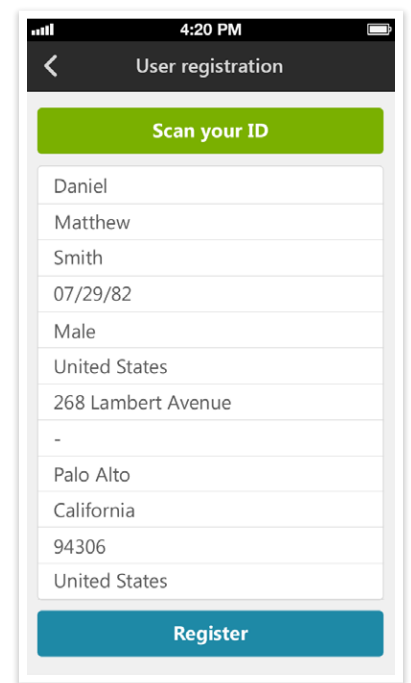 4:20 PM
User registration
Scan your ID
Daniel
Matthew
Smith
07/29/82
Male
United States
268 Lambert Avenue
-
Palo Alto
California
94306
United States
Register